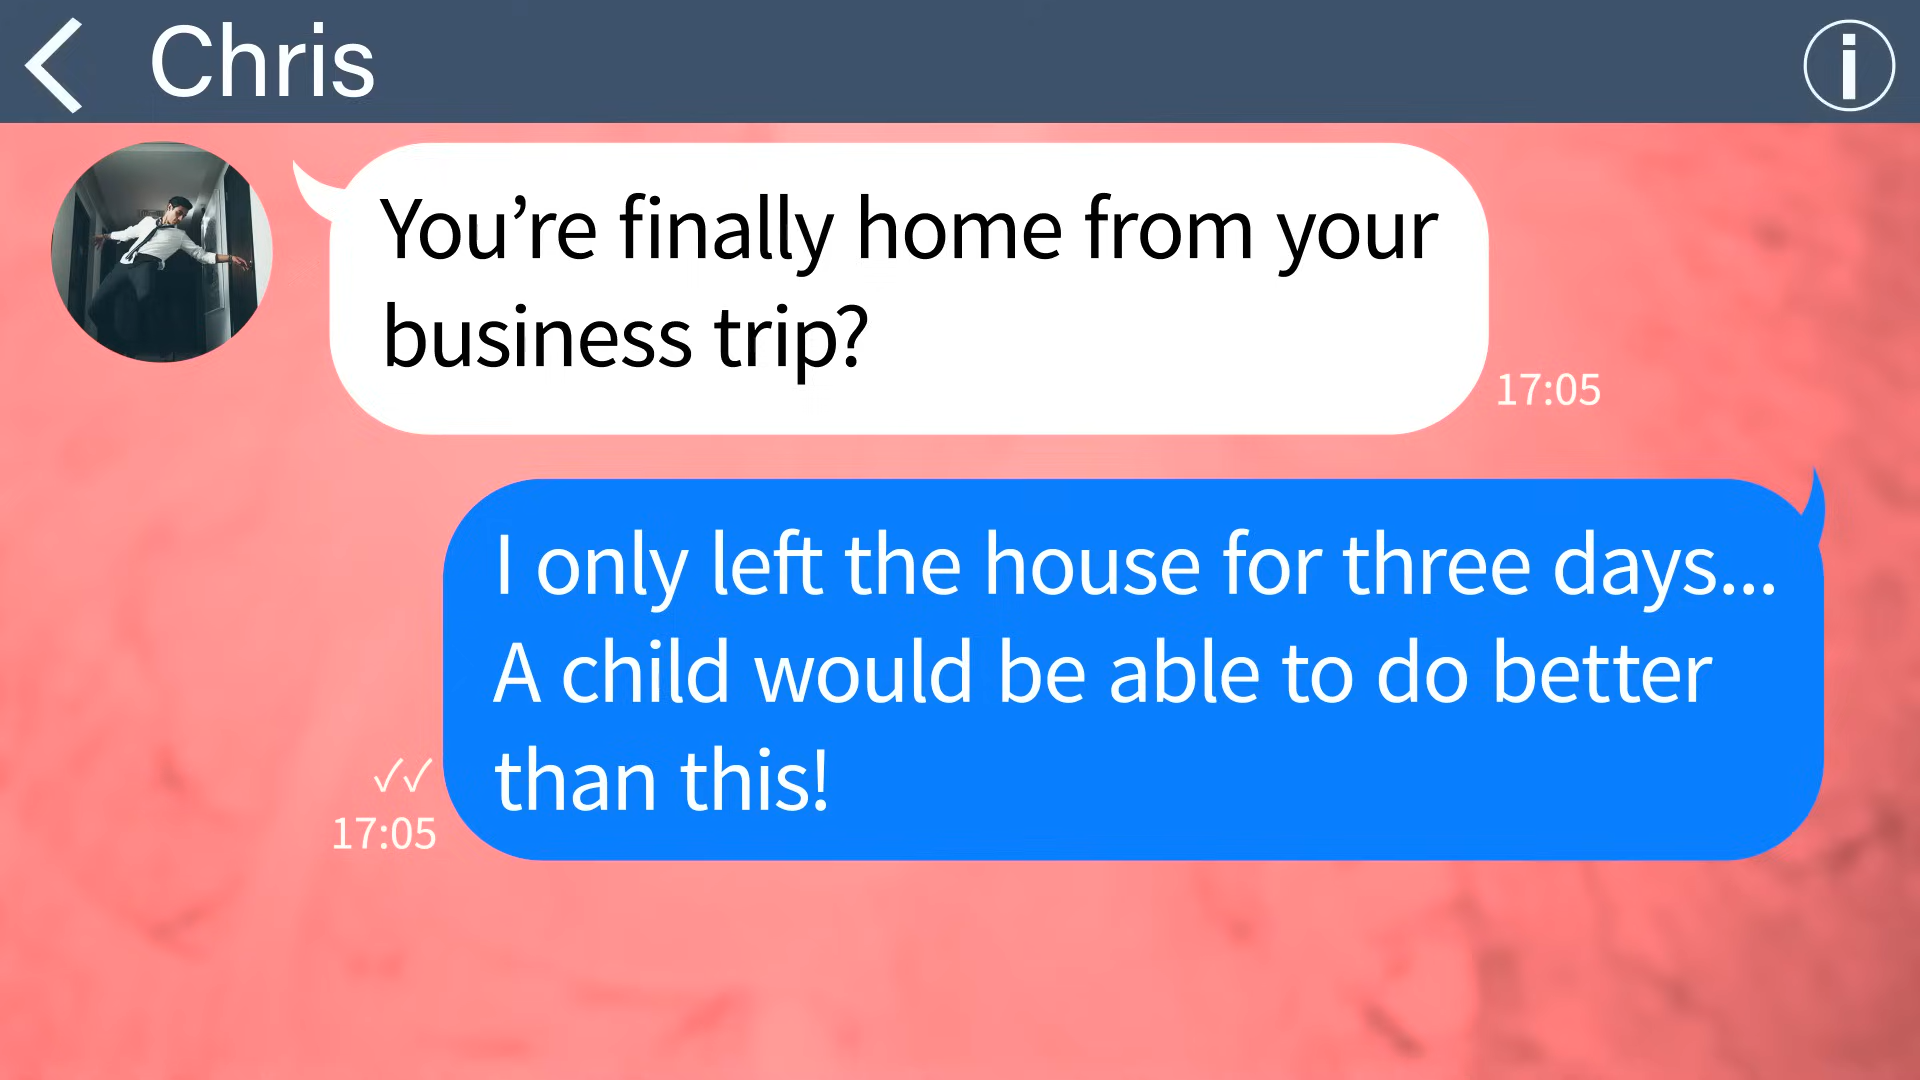 Chris
You’re finally home from your
business trip?
17:05
I only left the house for three days...
A child would be able to do better
than this!
✓✓
17:05